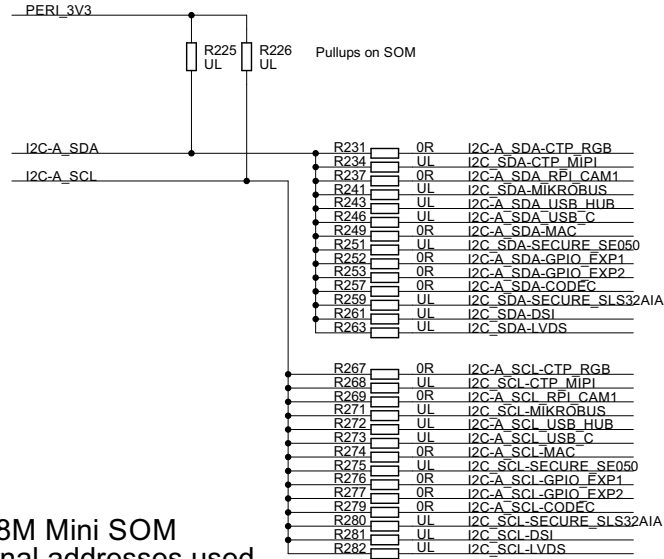 PERI_3V3
R225 R226 Pullups on SOM
UL UL
I2C-A_SDA
I2C-A_SCL
R231 0R I2C-A_SDA-CTP_RGB
R234 UL I2C_SDA-CTP_MIPI
R237 0R I2C-A_SDA_RPI_CAM1
R241 UL I2C_SDA-MIKROBUS
R243 UL I2C-A_SDA_USB_HUB
R246 UL I2C-A_SDA_USB_C
R249 0R I2C-A_SDA-MAC
R251 UL I2C_SDA-SECURE_SE050
R252 0R I2C-A_SDA-GPIO_EXP1
R253 0R I2C-A_SDA-GPIO_EXP2
R257 0R I2C-A_SDA-CODEC
R259 UL I2C_SDA-SECURE_SLS32AIA
R261 UL I2C_SDA-DSI
R263 UL I2C_SDA-LVDS
R267 0R I2C-A_SCL-CTP_RGB
R268 UL I2C_SCL-CTP_MIPI
R269 0R I2C-A_SCL_RPI_CAM1
R271 UL I2C_SCL-MIKROBUS
R272 UL I2C-A_SCL_USB_HUB
R273 UL I2C-A_SCL_USB_C
R274 0R I2C-A_SCL-MAC
R275 UL I2C_SCL-SECURE_SE050
R276 0R I2C-A_SCL-GPIO_EXP1
R277 0R I2C-A_SCL-GPIO_EXP2
R279 0R I2C-A_SCL-CODEC
R280 UL I2C_SCL-SECURE_SLS32AIA
R281 UL I2C_SCL-DSI
R282 UL I2C_SCL-LVDS
8M Mini SOM
nal addresses used